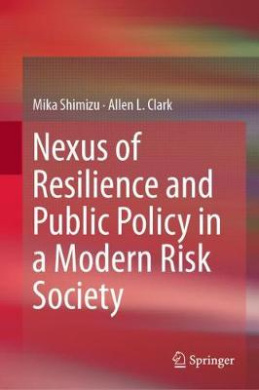 Mika Shimizu · Allen L. Clark
Nexus of
Resilience and
Public Policy in
a Modern Risk
Society
Springer